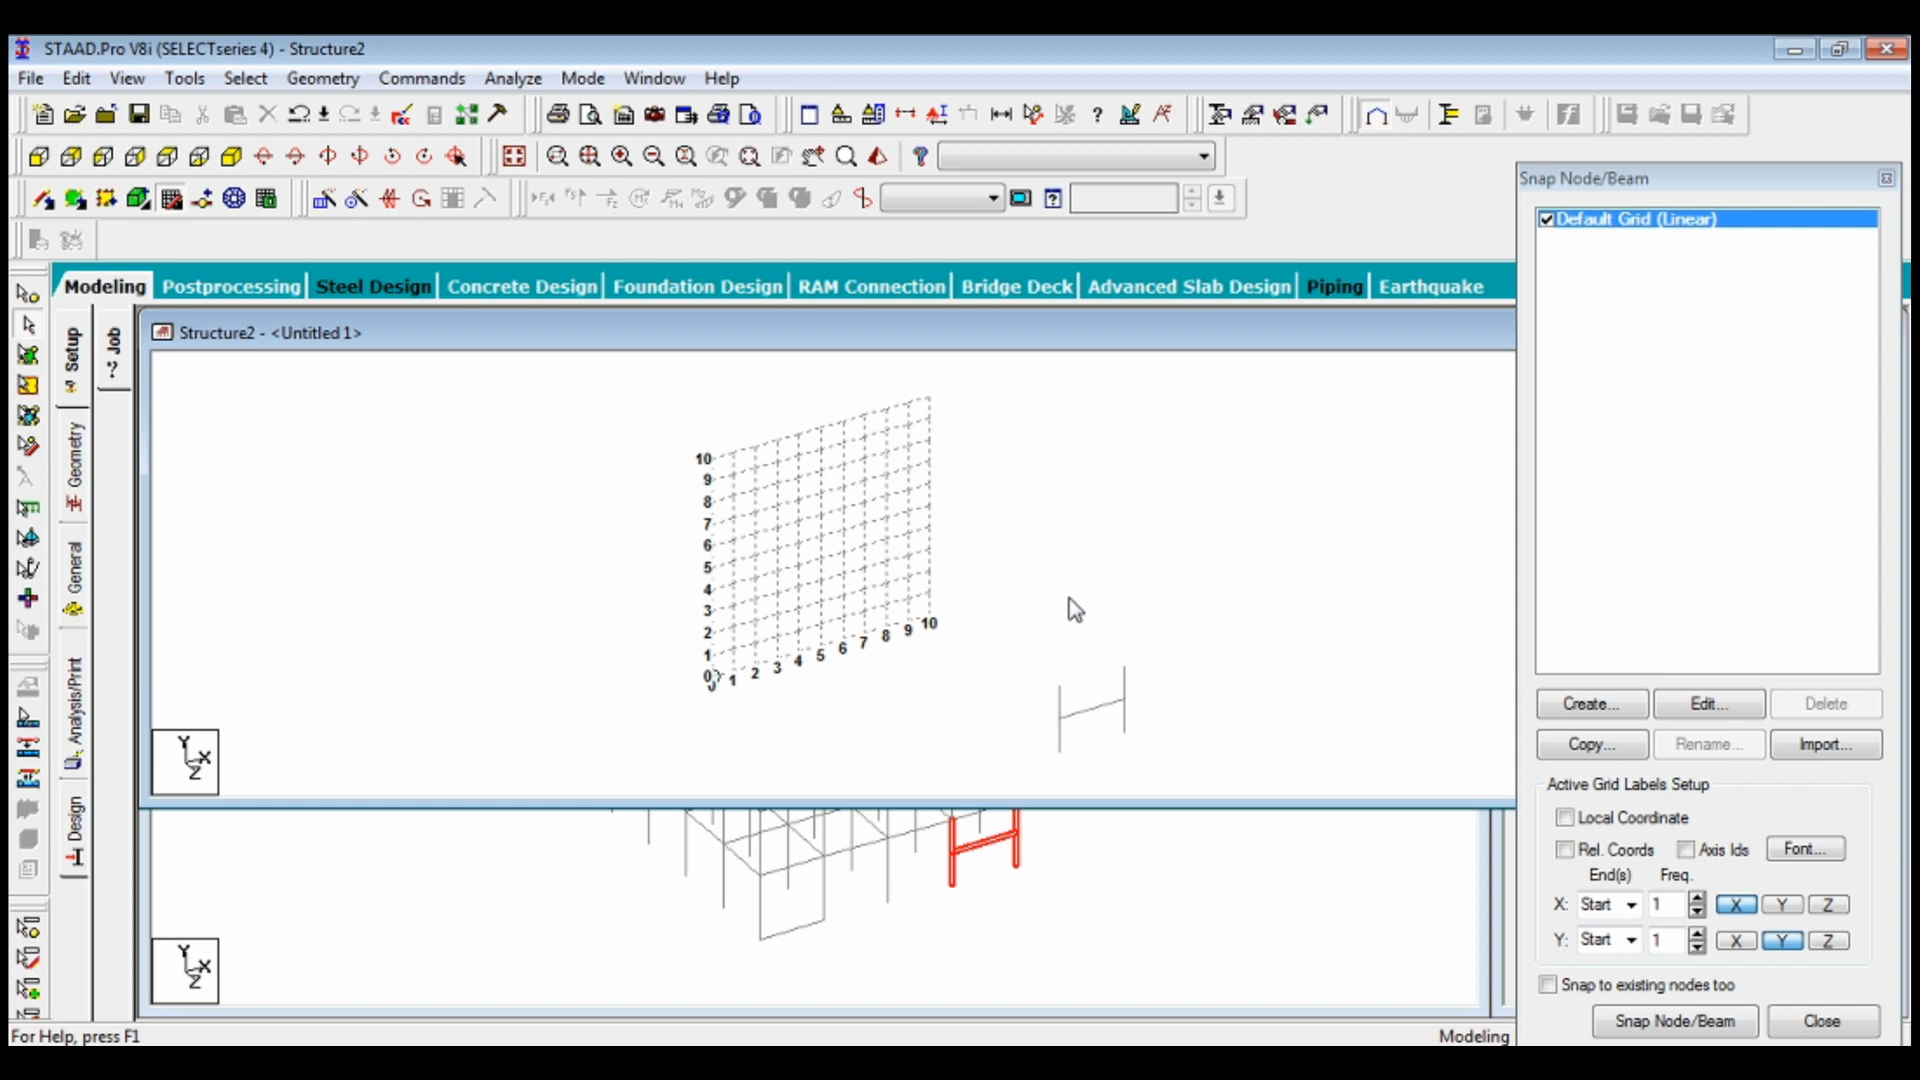 STAAD.Pro V8i (SELECTseries 4) - Structure2
File Edit View Tools Select Geometry Commands Analyze Mode Window Help
Snap Node/Beam
Default Grid (Linear)
Modeling Postprocessing Steel Design Concrete Design Foundation Design RAM Connection Bridge Deck Advanced Slab Design Piping Earthquake
Structure2 - <Untitled1>
Setup
? Job
Geometry
General
Analysis/Print
Design
10
9
8
7
6
5
4
3
2
1
0
1 2 3 4 5 6 7 8 9 10
Y
X
Z
Y
X
Z
Create... Edit... Delete
Copy... Rename... Import...
Active Grid Labels Setup
Local Coordinate
Rel. Coords Axis Ids Font...
End(s) Freq.
X: Start 1 X Y Z
Y: Start 1 X Y Z
Snap to existing nodes too
Snap Node/Beam Close
For Help, press F1
Modeling